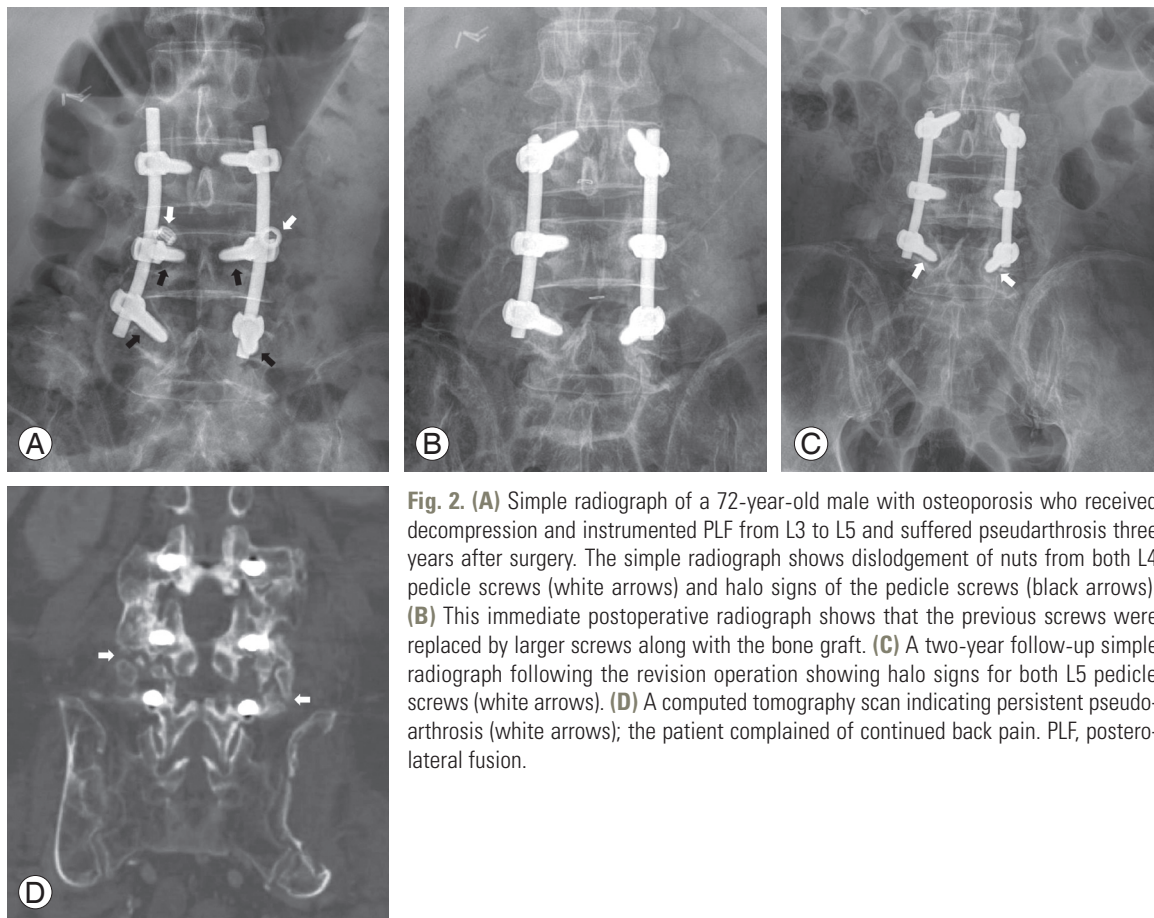 A
B
C
D
Fig. 2. (A) Simple radiograph of a 72-year-old male with osteoporosis who received
decompression and instrumented PLF from L3 to L5 and suffered pseudarthrosis three
years after surgery. The simple radiograph shows dislodgement of nuts from both L4
pedicle screws (white arrows) and halo signs of the pedicle screws (black arrows)
(B) This immediate postoperative radiograph shows that the previous screws were
replaced by larger screws along with the bone graft. (C) A two-year follow-up simple
radiograph following the revision operation showing halo signs for both L5 pedicle
screws (white arrows). (D) A computed tomography scan indicating persistent pseudo-
arthrosis (white arrows); the patient complained of continued back pain. PLF, postero-
lateral fusion.